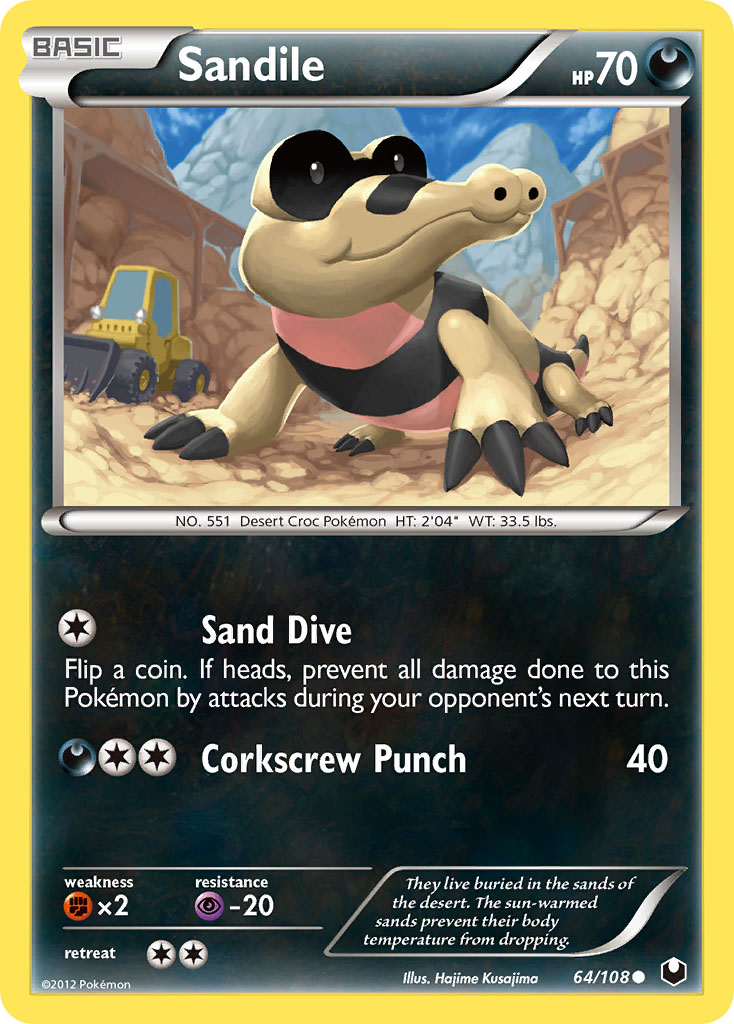 BASIC
Sandile
HP 70
NO. 551 Desert Croc Pokémon HT: 2'04" WT: 33.5 lbs.
Sand Dive
Flip a coin. If heads, prevent all damage done to this
Pokémon by attacks during your opponent's next turn.
Corkscrew Punch 40
weakness
×2
resistance
-20
retreat
They live buried in the sands of
the desert. The sun-warmed
sands prevent their body
temperature from dropping.
©2012 Pokémon
Illus. Hajime Kusajima
64/108